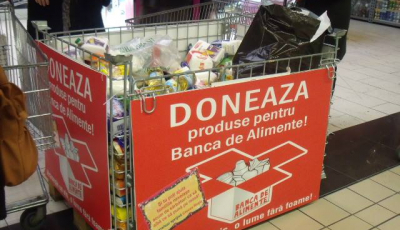 DONEAZA
produse pentru
Banca de
Alimente!
DONEAZA
produse pentru
Banca de Alimente!
BANCA DE
ALIMENTE
o lume fără foame!